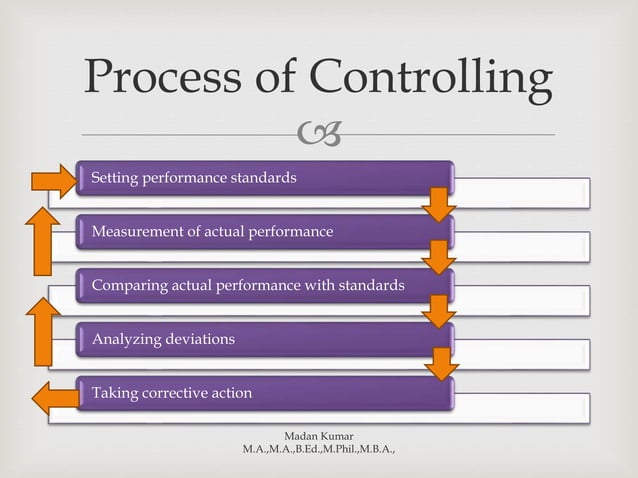 Process of Controlling
Setting performance standards
Measurement of actual performance
Comparing actual performance with standards
Analyzing deviations
Taking corrective action
Madan Kumar
M.A.,M.A.,B.Ed.,M.Phil.,M.B.A.,